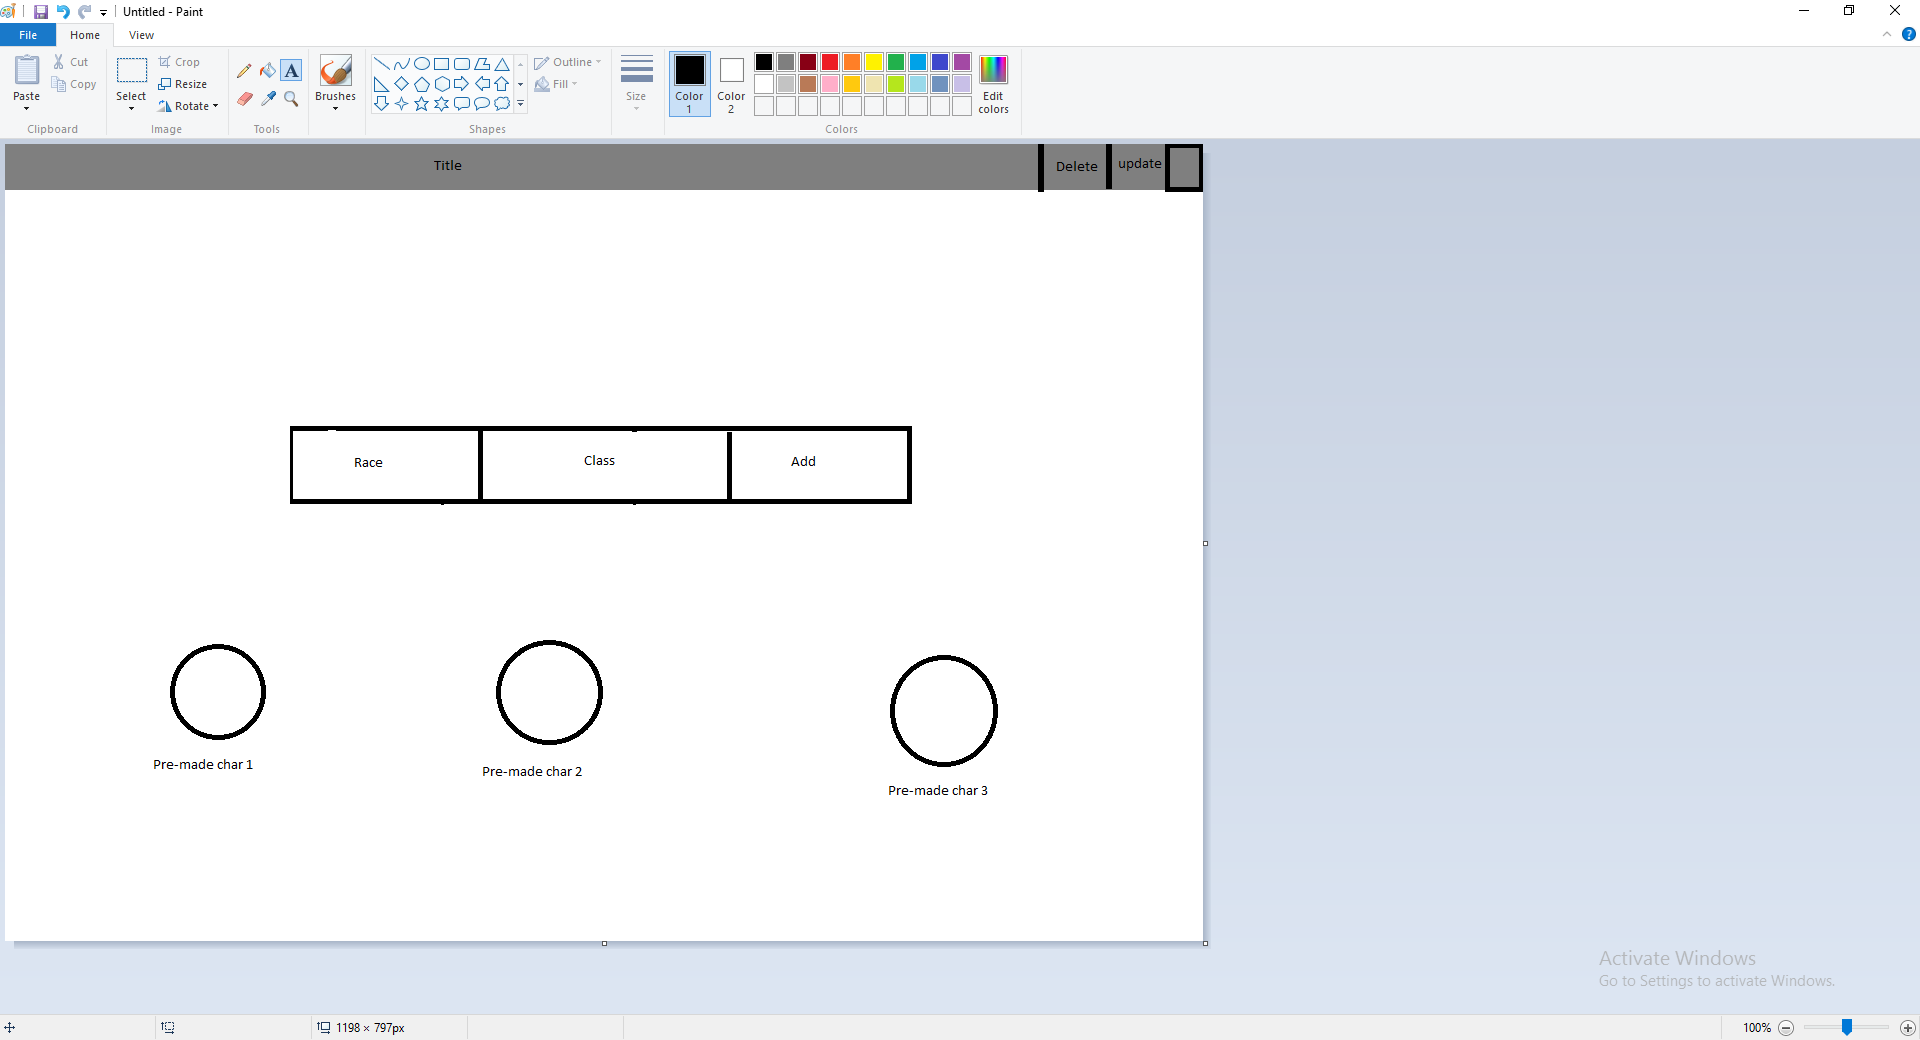 Untitled - Paint
File Home View
Paste
Cut
Copy
Clipboard
Select
Crop
Resize
Rotate
Image
Tools
Brushes
Shapes
Outline
Fill
Size
Color
1
Color
2
Edit
colors
Colors
Title Delete update
Race Class Add
Pre-made char 1
Pre-made char 2
Pre-made char 3
Activate Windows
Go to Settings to activate Windows.
1198 × 797px
100%